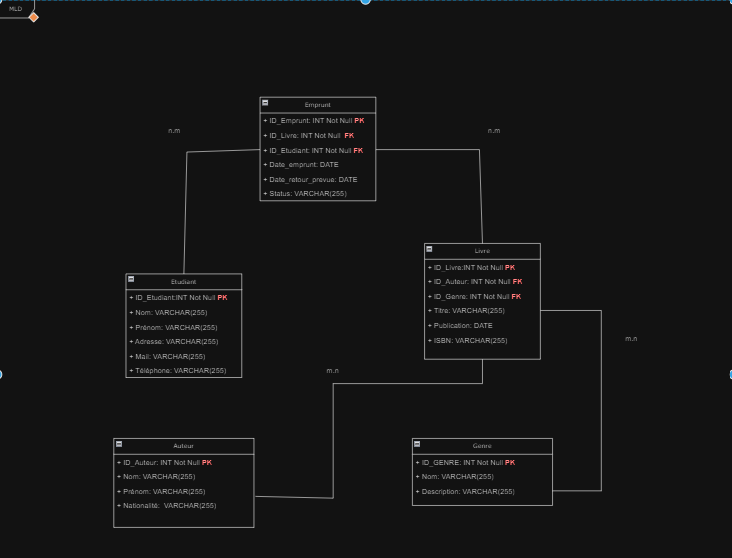 MLD
Emprunt
+ ID_Emprunt: INT Not Null PK
+ ID_Livre: INT Not Null FK
+ ID_Etudiant: INT Not Null FK
+ Date_emprunt: DATE
+ Date_retour_prevue: DATE
+ Status: VARCHAR(255)
n.m
n.m
Livre
+ ID_Livre:INT Not Null PK
+ ID_Auteur: INT Not Null FK
+ ID_Genre: INT Not Null FK
+ Titre: VARCHAR(255)
+ Publication: DATE
+ ISBN: VARCHAR(255)
Etudiant
+ ID_Etudiant:INT Not Null PK
+ Nom: VARCHAR(255)
+ Prénom: VARCHAR(255)
+ Adresse: VARCHAR(255)
+ Mail: VARCHAR(255)
+ Téléphone: VARCHAR(255)
m.n
m.n
Auteur
+ ID_Auteur: INT Not Null PK
+ Nom: VARCHAR(255)
+ Prénom: VARCHAR(255)
+ Nationalité: VARCHAR(255)
Genre
+ ID_GENRE: INT Not Null PK
+ Nom: VARCHAR(255)
+ Description: VARCHAR(255)